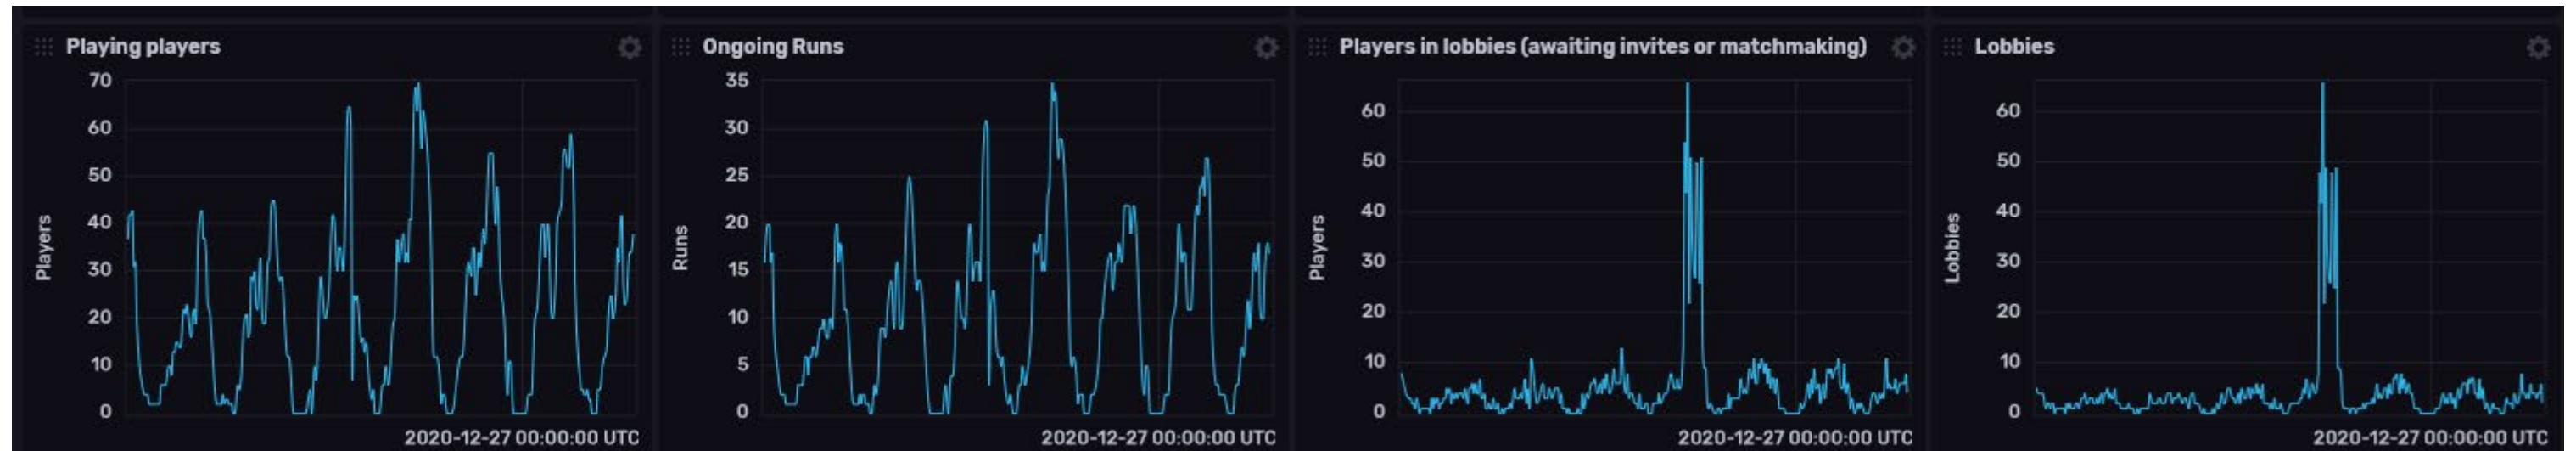 Playing players
70
60
50
40
30
20
10
0
Players
2020-12-27 00:00:00 UTC
Ongoing Runs
35
30
25
20
15
10
5
0
Runs
2020-12-27 00:00:00 UTC
Players in lobbies (awaiting invites or matchmaking)
60
50
40
30
20
10
0
Players
2020-12-27 00:00:00 UTC
Lobbies
60
50
40
30
20
10
0
Lobbies
2020-12-27 00:00:00 UTC